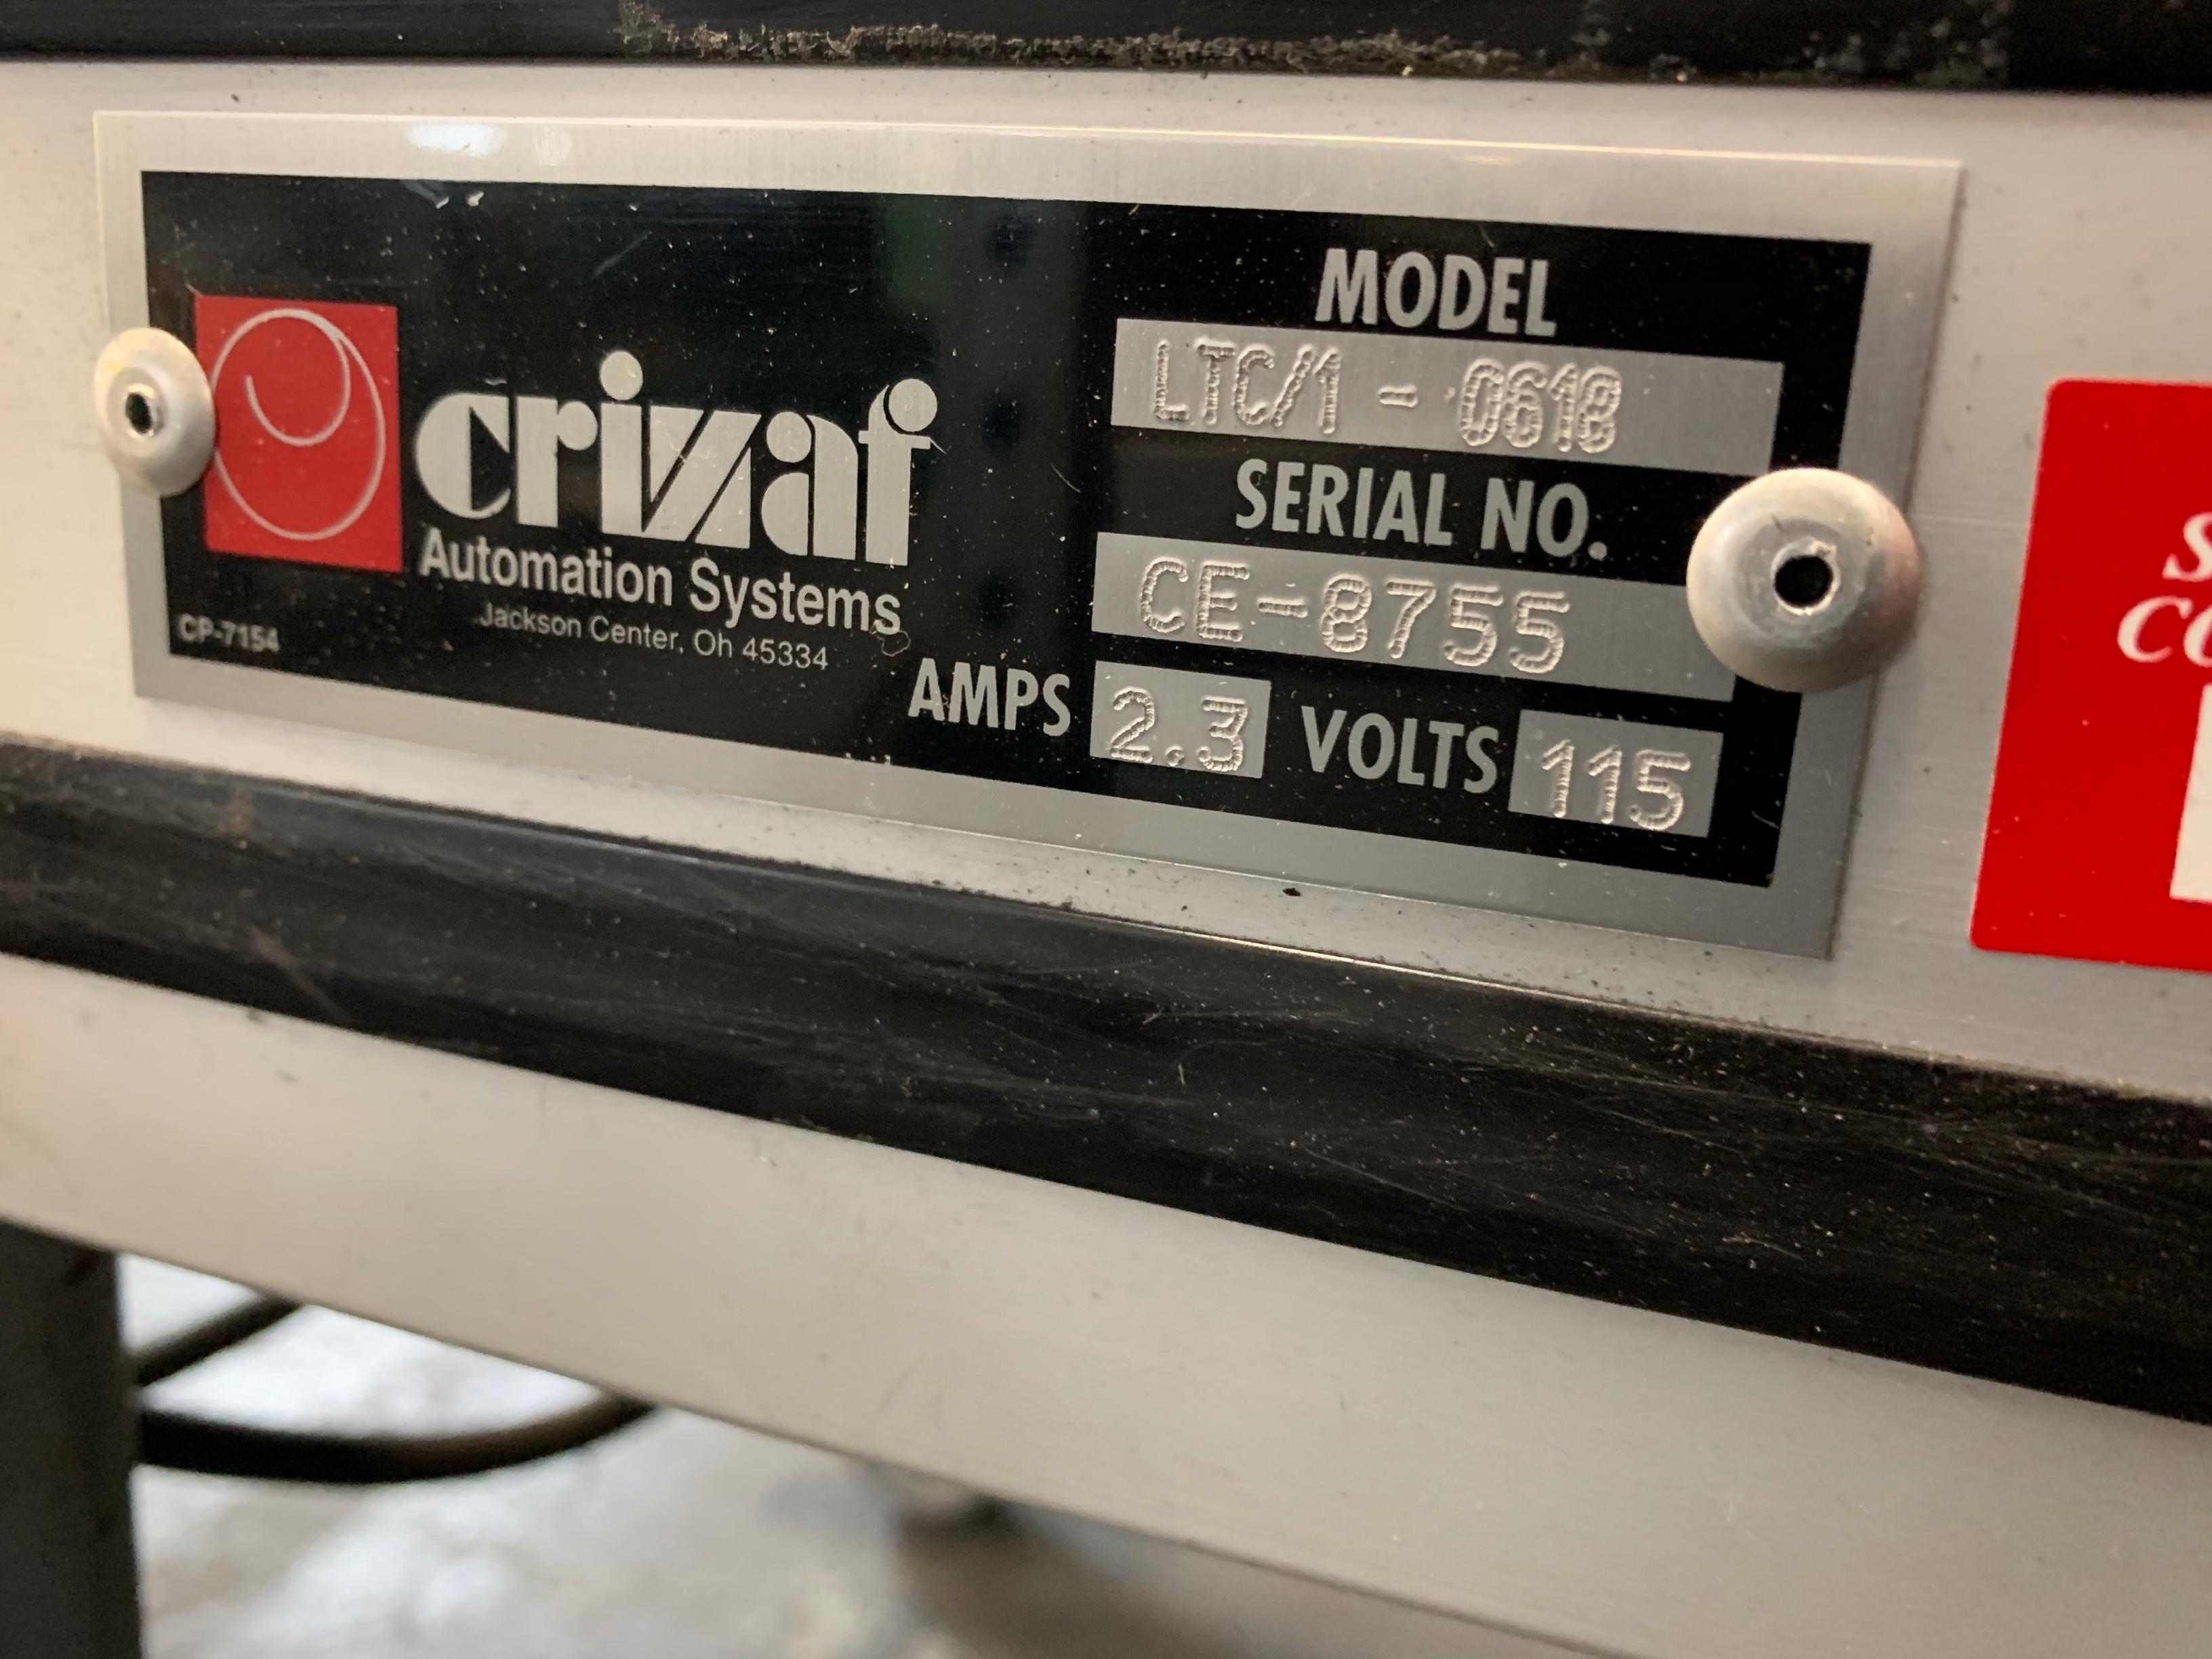 crizaf
Automation Systems
Jackson Center, Oh 45334
CP-7154
MODEL
LTC/1 - 0618
SERIAL NO.
CE-8755
AMPS 2.3 VOLTS 115